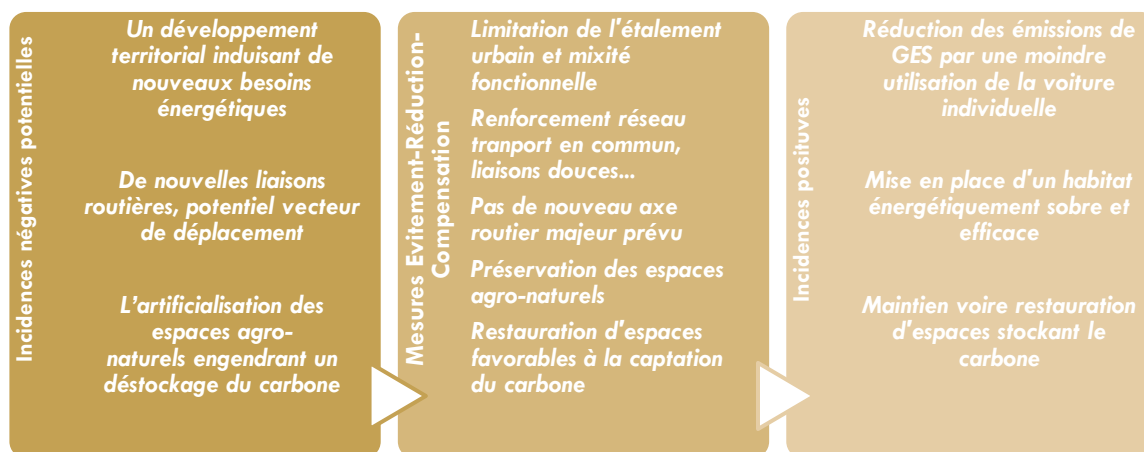 Incidences négatives potentielles
Un développement
territorial induisant de
nouveaux besoins
énergétiques
De nouvelles liaisons
routières, potentiel vecteur
de déplacement
L'artificialisation des
espaces agro-
naturels engendrant un
déstockage du carbone
Mesures Evitement-Réduction-
Compensation
Limitation de l'étalement
urbain et mixité
fonctionnelle
Renforcement réseau
tranport en commun,
liaisons douces...
Pas de nouveau axe
routier majeur prévu
Préservation des espaces
agro-naturels
Restauration d'espaces
favorables à la captation
du carbone
Incidences posituves
Réduction des émissions de
GES par une moindre
utilisation de la voiture
individuelle
Mise en place d'un habitat
énergétiquement sobre et
efficace
Maintien voire restauration
d'espaces stockant le
carbone